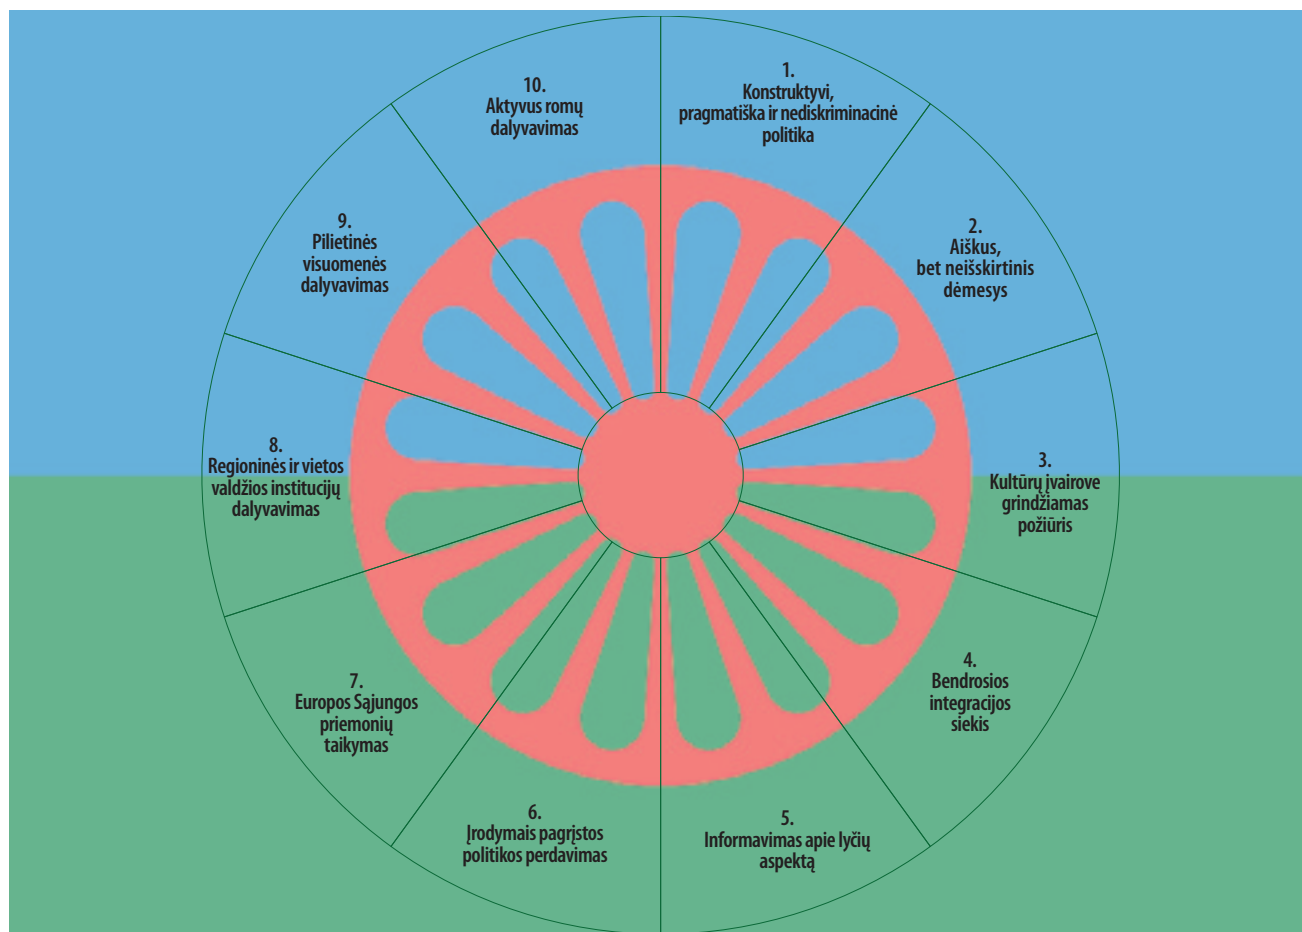 1.
Konstruktyvi,
pragmatiška ir nediskriminacinė
politika
2.
Aiškus,
bet neišskirtinis
dėmesys
3.
Kultūrų įvairove
grindžiamas
požiūris
4.
Bendrosios
integracijos
siekis
5.
Informavimas apie lyčių
aspektą
6.
Įrodymais pagrįstos
politikos perdavimas
7.
Europos Sąjungos
priemonių
taikymas
8.
Regioninės ir vietos
valdžios institucijų
dalyvavimas
9.
Pilietinės
visuomenės
dalyvavimas
10.
Aktyvus romų
dalyvavimas